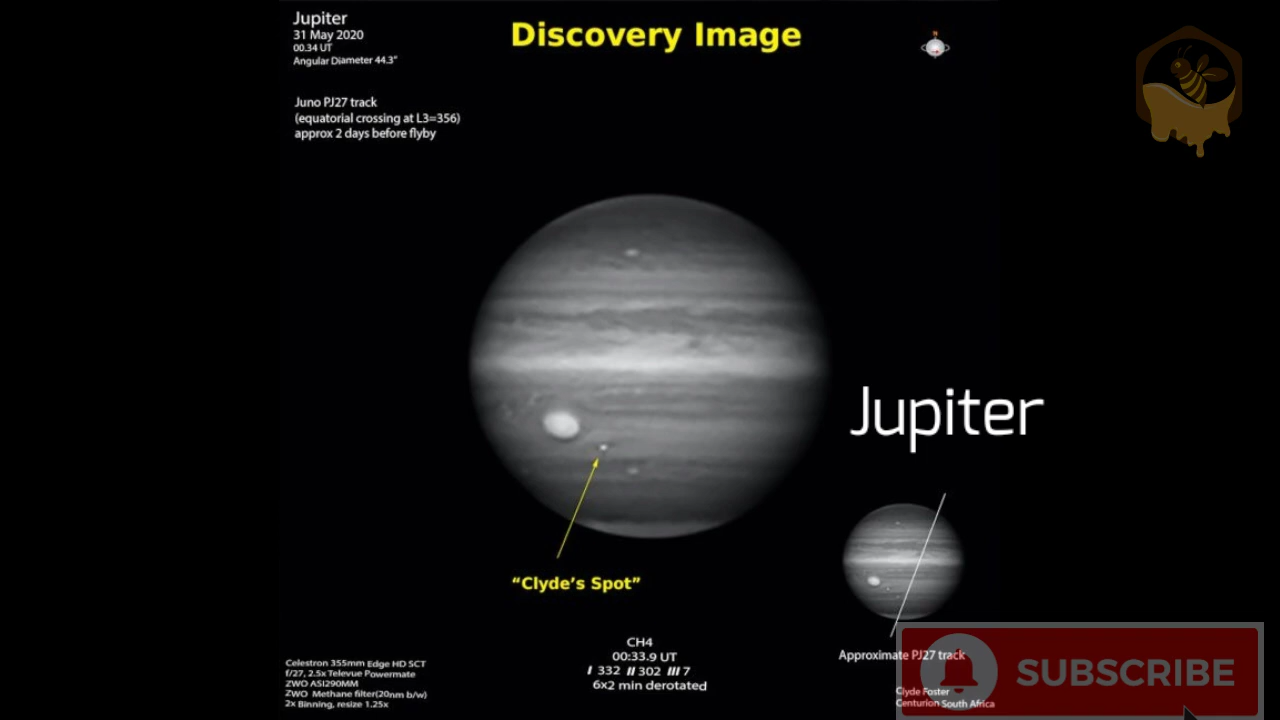 Jupiter
31 May 2020
00.34 UT
Angular Diameter 44.3"
Discovery Image
Juno PJ27 track
(equatorial crossing at L3=356)
approx 2 days before flyby
Jupiter
"Clyde's Spot"
CH4
00:33.9 UT
I 332 II 302 III 7
6x2 min derotated
Celestron 355mm Edge HD SCT
f/27, 2.5x Televue Powermate
ZWO ASI290MM
ZWO Methane filter(20nm b/w)
2x Binning, resize 1.25x
Approximate PJ27 track
SUBSCRIBE
Clyde Foster
Centurion South Africa